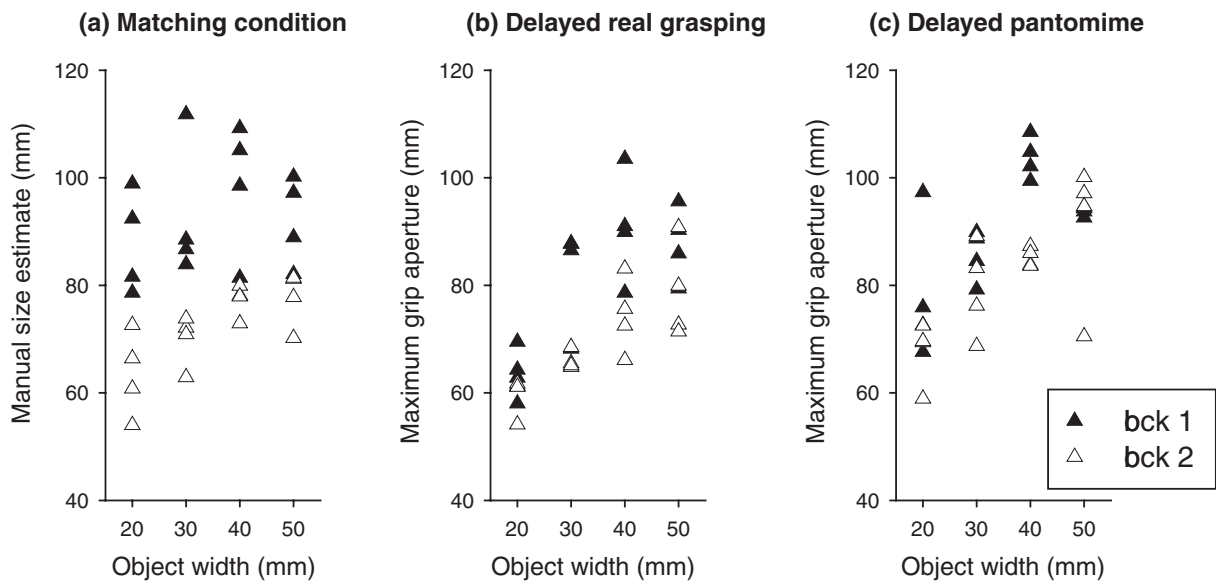 (a) Matching condition
120
100
80
60
40
Manual size estimate (mm)
20 30 40 50
Object width (mm)
(b) Delayed real grasping
120
100
80
60
40
Maximum grip aperture (mm)
20 30 40 50
Object width (mm)
(c) Delayed pantomime
120
100
80
60
40
Maximum grip aperture (mm)
20 30 40 50
Object width (mm)
bck 1
bck 2